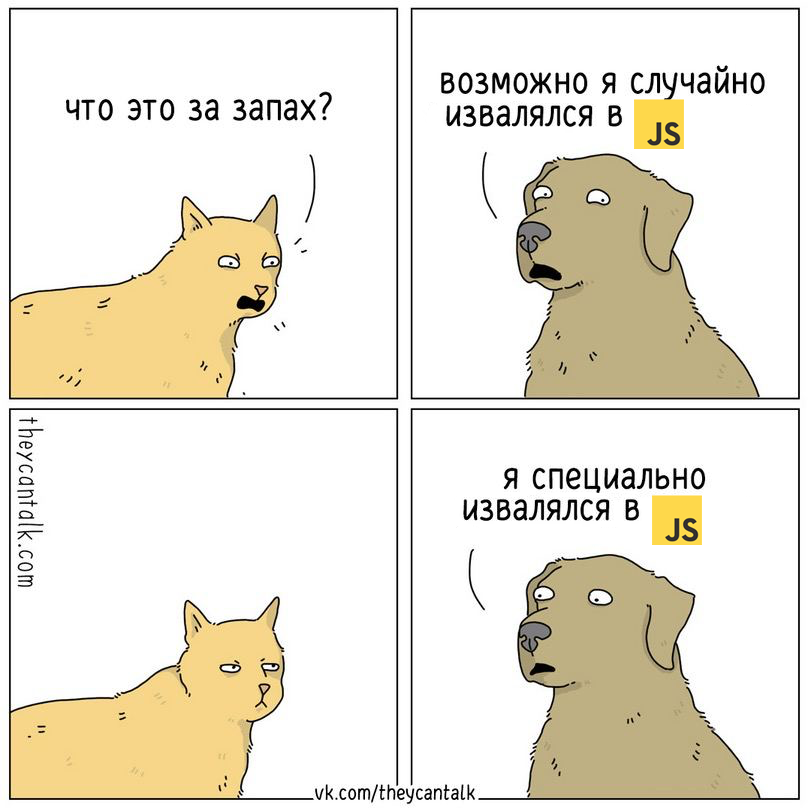 что это за запах?
возможно я случайно
извалялся в JS
theycantalk.com
я специально
извалялся в JS
vk.com/theycantalk